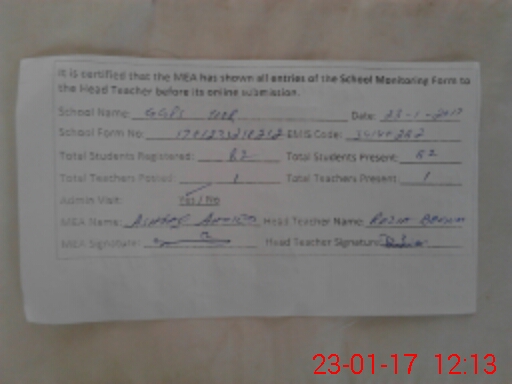 It is certified that the MEA has shown all entries of the School Monitoring Form to
the Head Teacher before its online submission.
School Name: GGPS Date: 23-1-2017
School Form No: EMIS Code:
Total Students Registered: 82 Total Students Present: 82
Total Teachers Posted: 1 Total Teachers Present: 1
Admin Visit: Yes / No
MEA Name: Head Teacher Name:
MEA Signature: Head Teacher Signature:
23-01-17 12:13